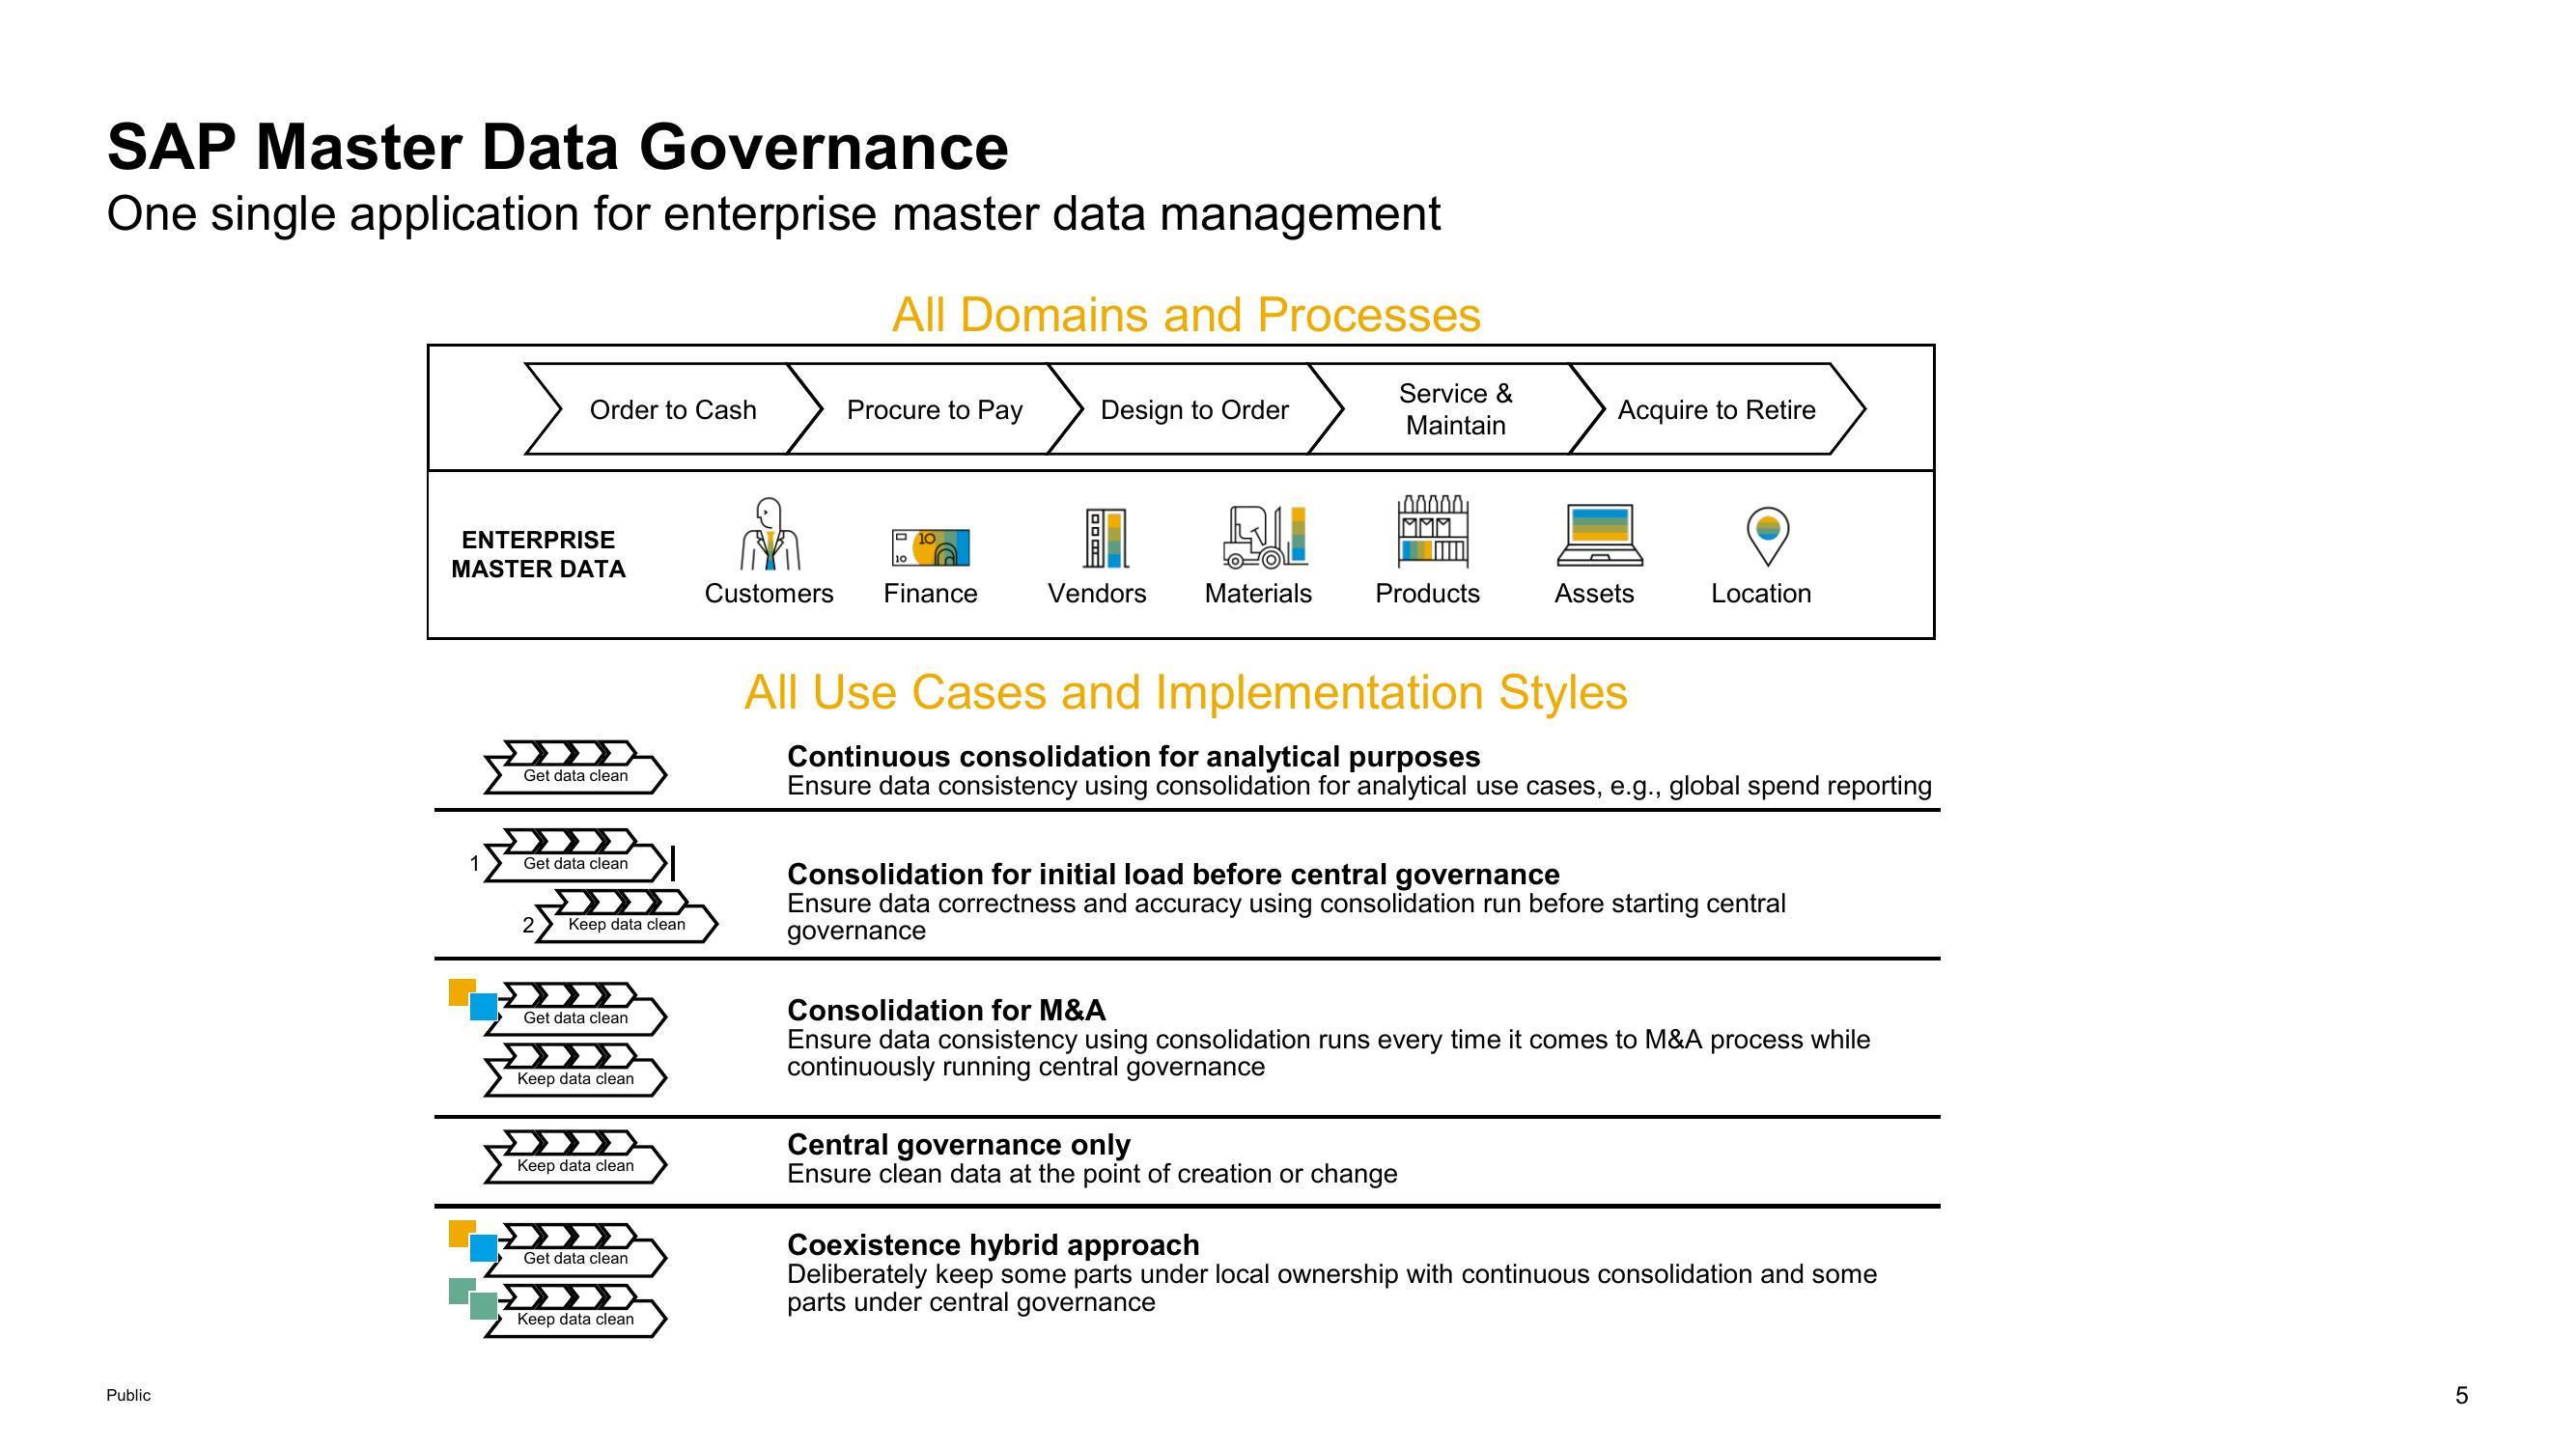 SAP Master Data Governance
One single application for enterprise master data management
All Domains and Processes
Order to Cash
Procure to Pay
Design to Order
Service &
Maintain
Acquire to Retire
ENTERPRISE
MASTER DATA
10
10
Customers
Finance
Vendors
Materials
Products
Assets
Location
All Use Cases and Implementation Styles
Get data clean
Continuous consolidation for analytical purposes
Ensure data consistency using consolidation for analytical use cases, e.g., global spend reporting
1
Get data clean
2
Keep data clean
Consolidation for initial load before central governance
Ensure data correctness and accuracy using consolidation run before starting central
governance
Get data clean
Keep data clean
Consolidation for M&A
Ensure data consistency using consolidation runs every time it comes to M&A process while
continuously running central governance
Keep data clean
Central governance only
Ensure clean data at the point of creation or change
Get data clean
Keep data clean
Coexistence hybrid approach
Deliberately keep some parts under local ownership with continuous consolidation and some
parts under central governance
Public
5